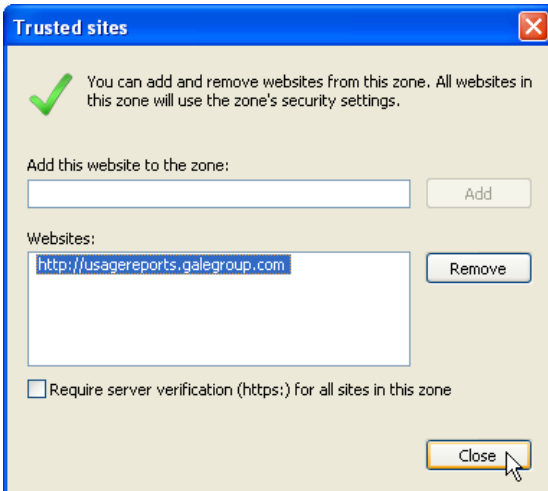 Trusted sites
You can add and remove websites from this zone. All websites in
this zone will use the zone's security settings.
Add this website to the zone:
Add
Websites:
http://usagereports.galegroup.com
Remove
Require server verification (https:) for all sites in this zone
Close